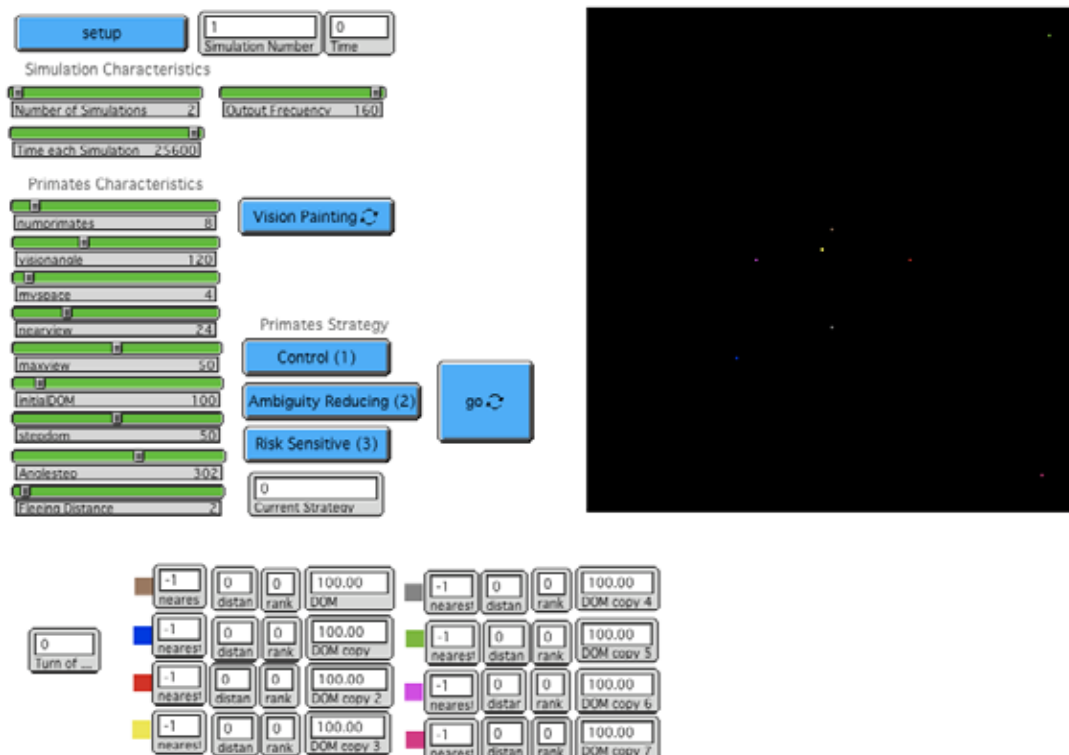 setup
1
Simulation Number
0
Time
Simulation Characteristics
Number of Simulations 2
Output Frecuency 160
Time each Simulation 25600
Primates Characteristics
numprimates 8
Vision Painting
visionangle 120
myspace 4
nearview 24
Primates Strategy
maxview 50
Control (1)
initialDOM 100
Ambiguity Reducing (2)
go
stepdom 50
Risk Sensitive (3)
Anglestep 302
0
Current Strategy
Fleeing Distance 2
0
Turn of ...
-1
neares
0
distan
0
rank
100.00
DOM
-1
nearest
0
distan
0
rank
100.00
DOM copy 4
-1
nearest
0
distan
0
rank
100.00
DOM copy
-1
nearest
0
distan
0
rank
100.00
DOM copy 5
-1
nearest
0
distan
0
rank
100.00
DOM copy 2
-1
nearest
0
distar
0
rank
100.00
DOM copy 6
-1
nearest
0
distan
0
rank
100.00
DOM copy 3
-1
nearest
0
distan
0
rank
100.00
DOM copy 7